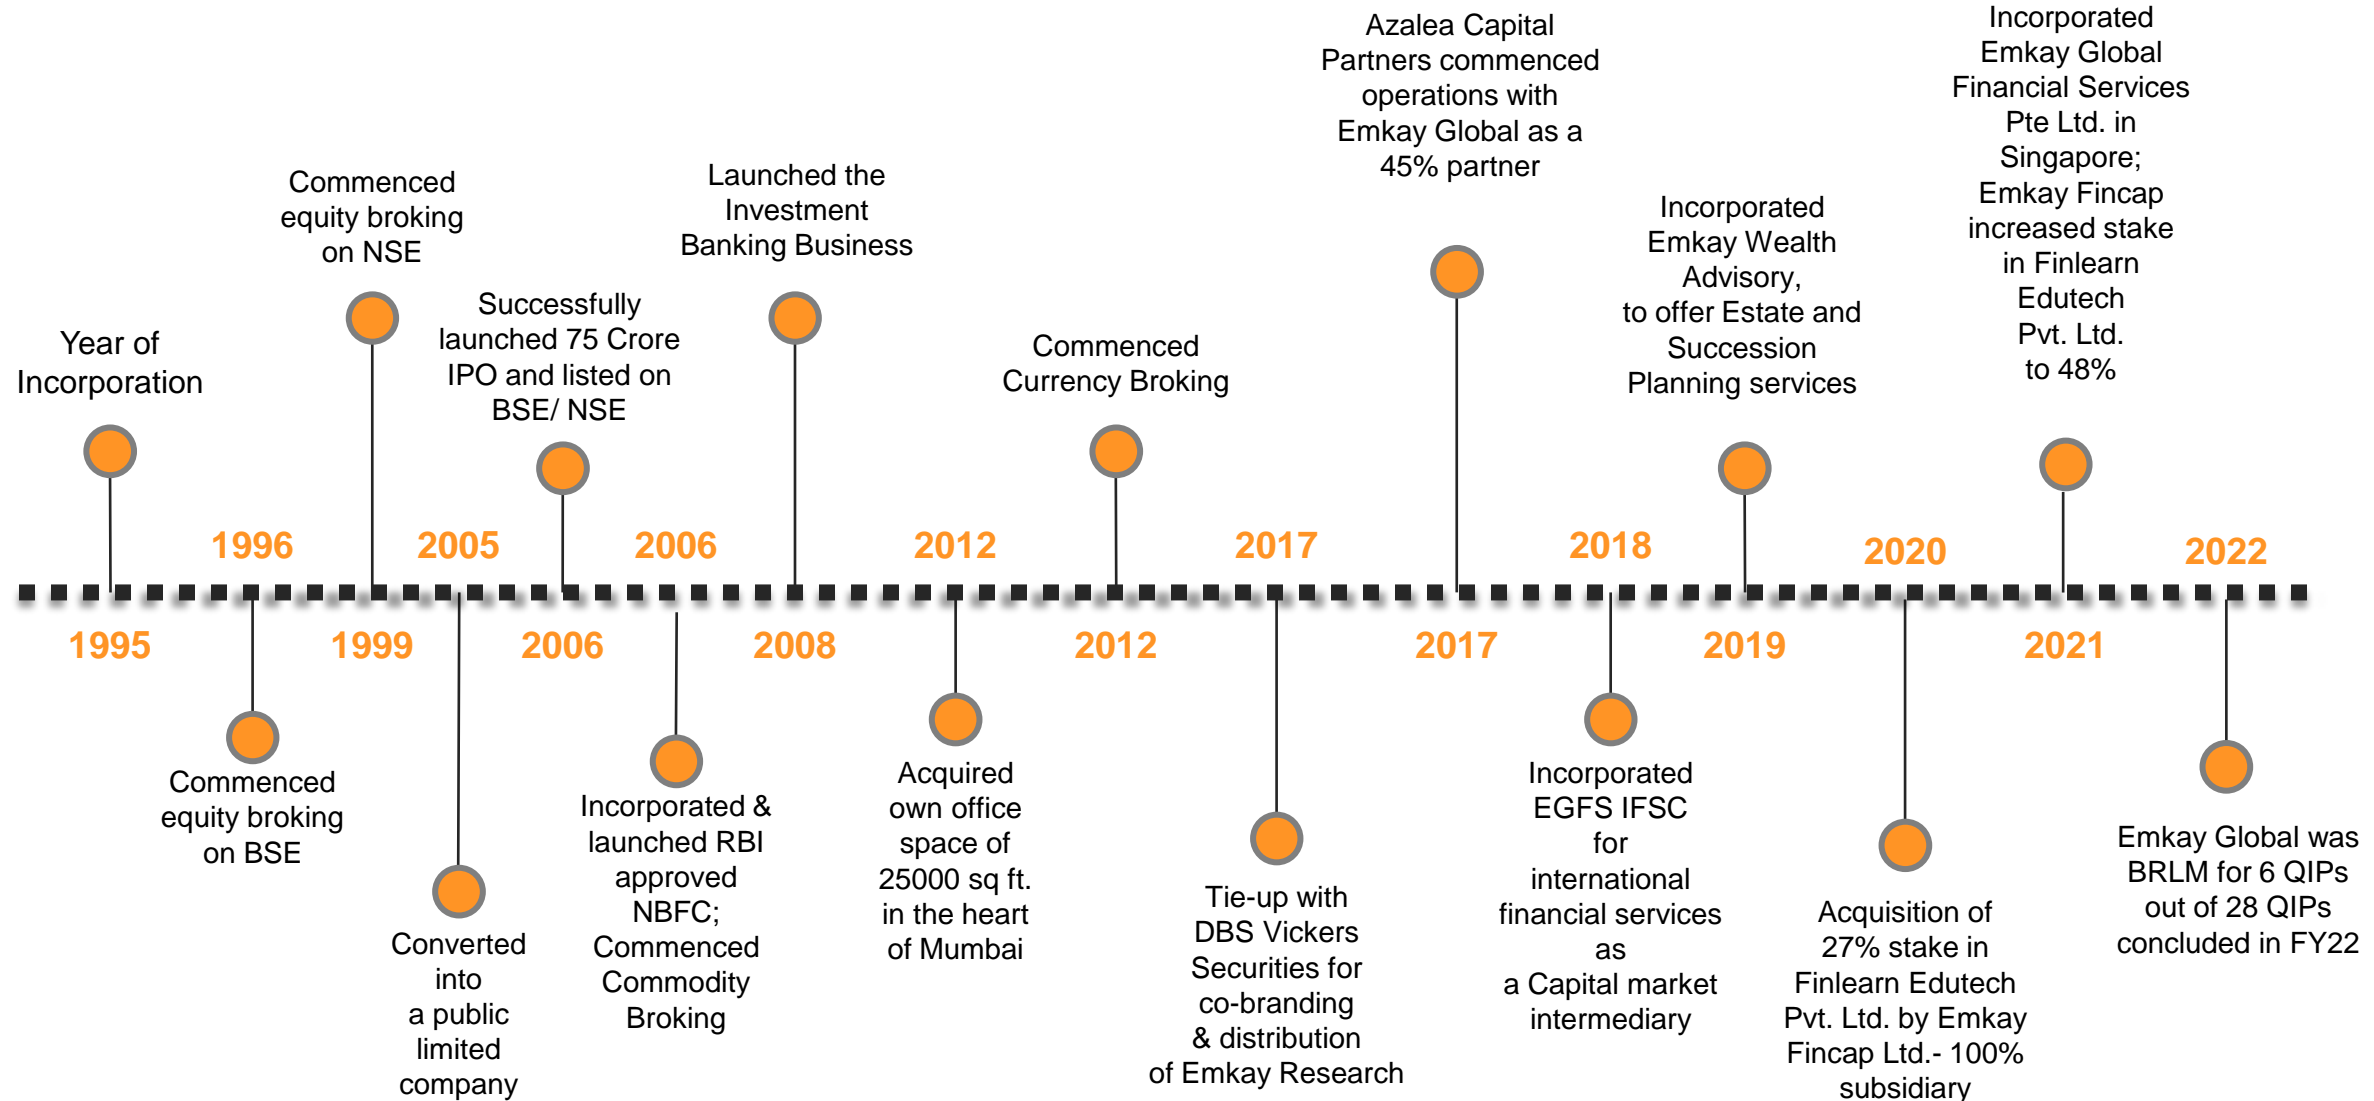 Year of
Incorporation
1995
1996
Commenced
equity broking
on BSE
Commenced
equity broking
on NSE
1999
2005
Converted
into
a public
limited
company
Successfully
launched 75 Crore
IPO and listed on
BSE/ NSE
2006
2006
Incorporated &
launched RBI
approved
NBFC;
Commenced
Commodity
Broking
Launched the
Investment
Banking Business
2008
2012
Acquired
own office
space of
25000 sq ft.
in the heart
of Mumbai
Commenced
Currency Broking
2012
2017
Tie-up with
DBS Vickers
Securities for
co-branding
& distribution
of Emkay Research
Azalea Capital
Partners commenced
operations with
Emkay Global as a
45% partner
2017
2018
Incorporated
EGFS IFSC
for
international
financial services
as
a Capital market
intermediary
Incorporated
Emkay Wealth
Advisory,
to offer Estate and
Succession
Planning services
2019
2020
Acquisition of
27% stake in
Finlearn Edutech
Pvt. Ltd. by Emkay
Fincap Ltd.- 100%
subsidiary
Incorporated
Emkay Global
Financial Services
Pte Ltd. in
Singapore;
Emkay Fincap
increased stake
in Finlearn
Edutech
Pvt. Ltd.
to 48%
2021
2022
Emkay Global was
BRLM for 6 QIPs
out of 28 QIPs
concluded in FY22